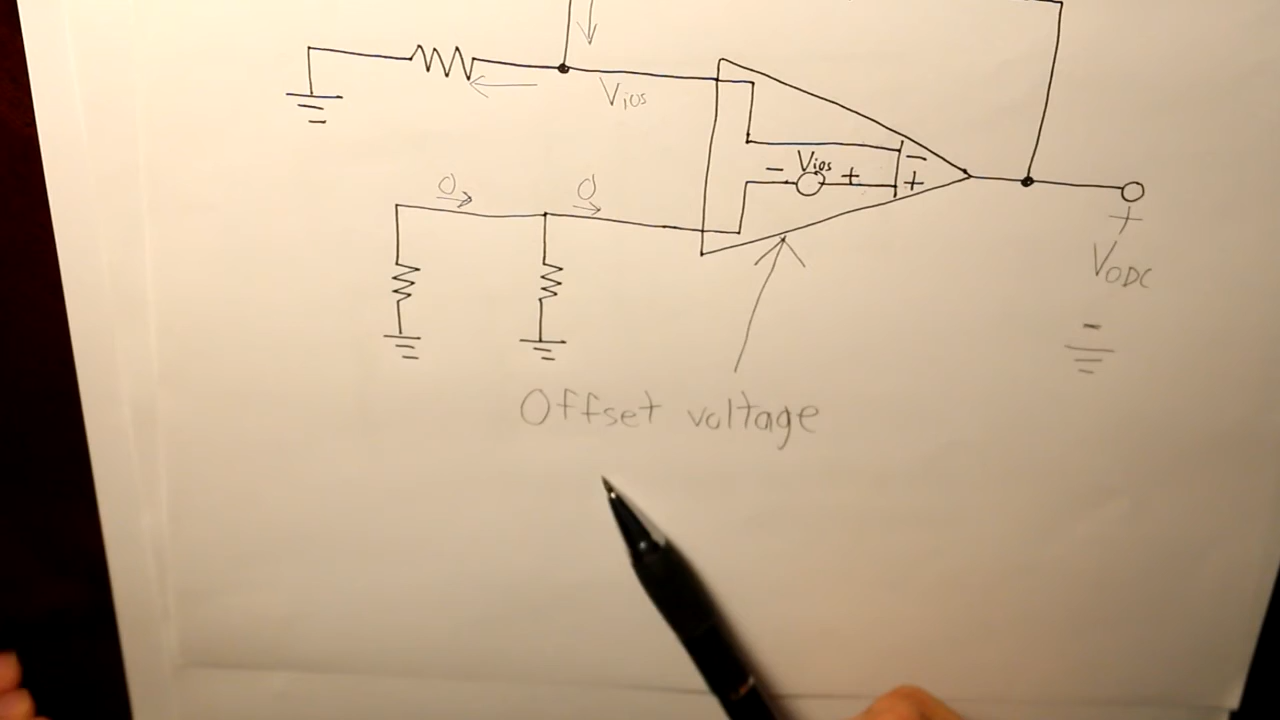 Vios
− Vios +
−
+
0
0
+
VODC
−
Offset voltage